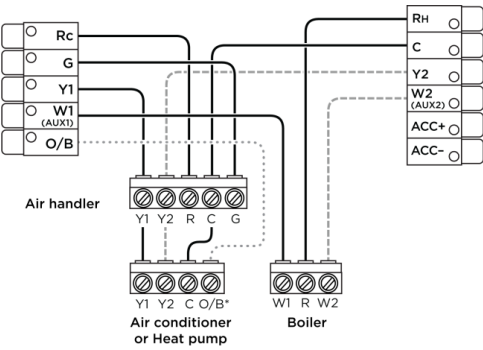 Rc
G
Y1
W1
(AUX1)
O/B
RH
C
Y2
W2
(AUX2)
ACC+
ACC-
Air handler
Y1 Y2 R C G
Y1 Y2 C O/B*
W1 R W2
Air conditioner
or Heat pump
Boiler